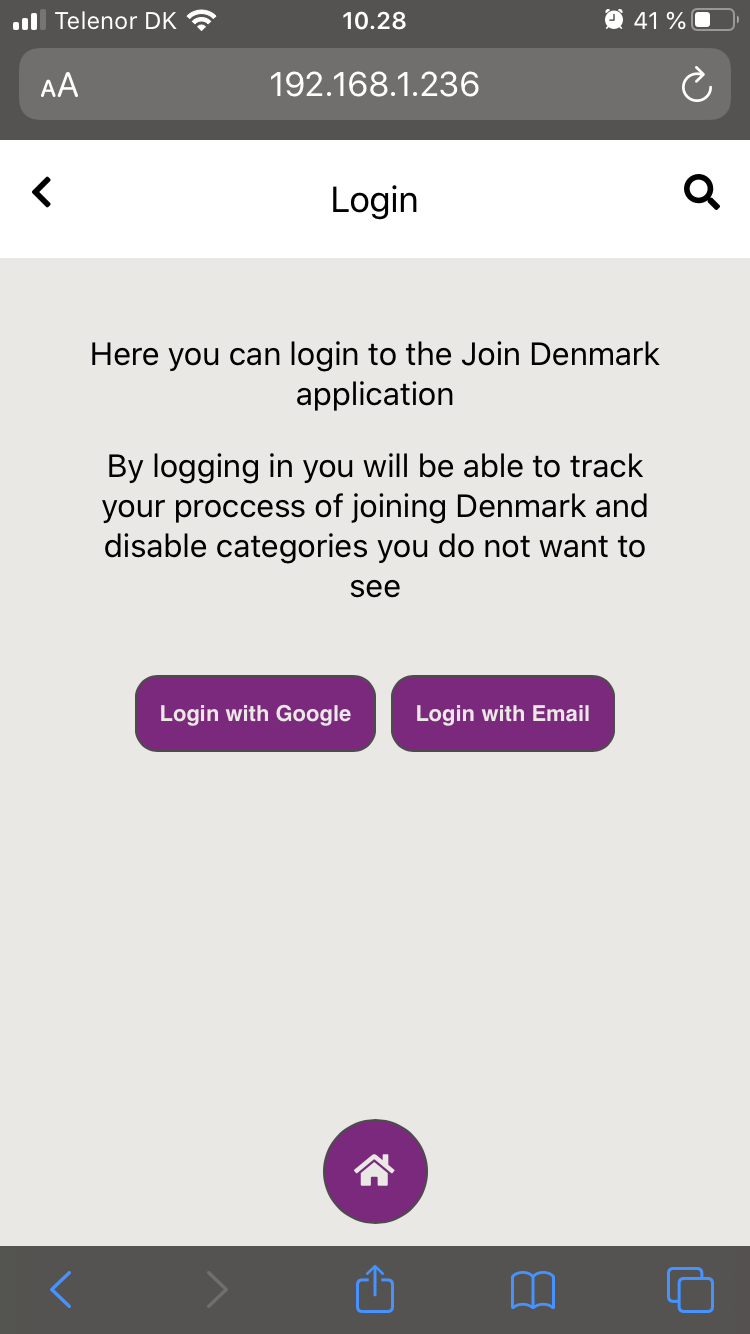 Telenor DK 10.28 41 %
AA 192.168.1.236
Login
Here you can login to the Join Denmark
application
By logging in you will be able to track
your proccess of joining Denmark and
disable categories you do not want to
see
Login with Google Login with Email